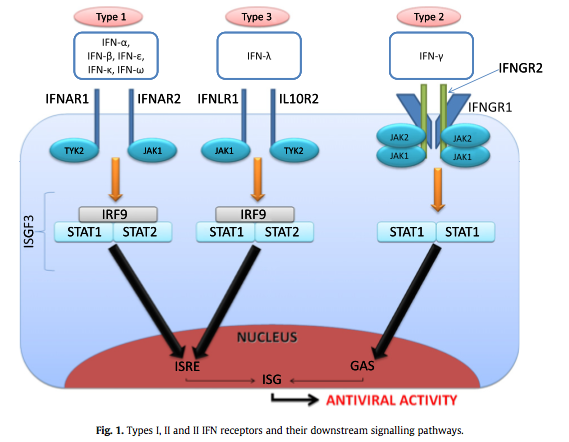 Type 1
Type 3
Type 2
IFN-α,
IFN-β, IFN-ε,
IFN-κ, IFN-ω
IFN-λ
IFN-γ
IFNGR2
IFNAR1
IFNAR2
IFNLR1
IL10R2
IFNGR1
TYK2
JAK1
JAK1
TYK2
JAK2
JAK2
JAK1
JAK1
ISGF3
IRF9
IRF9
STAT1
STAT2
STAT1
STAT2
STAT1
STAT1
NUCLEUS
ISRE
GAS
ISG
ANTIVIRAL ACTIVITY
Fig. 1. Types I, II and II IFN receptors and their downstream signalling pathways.